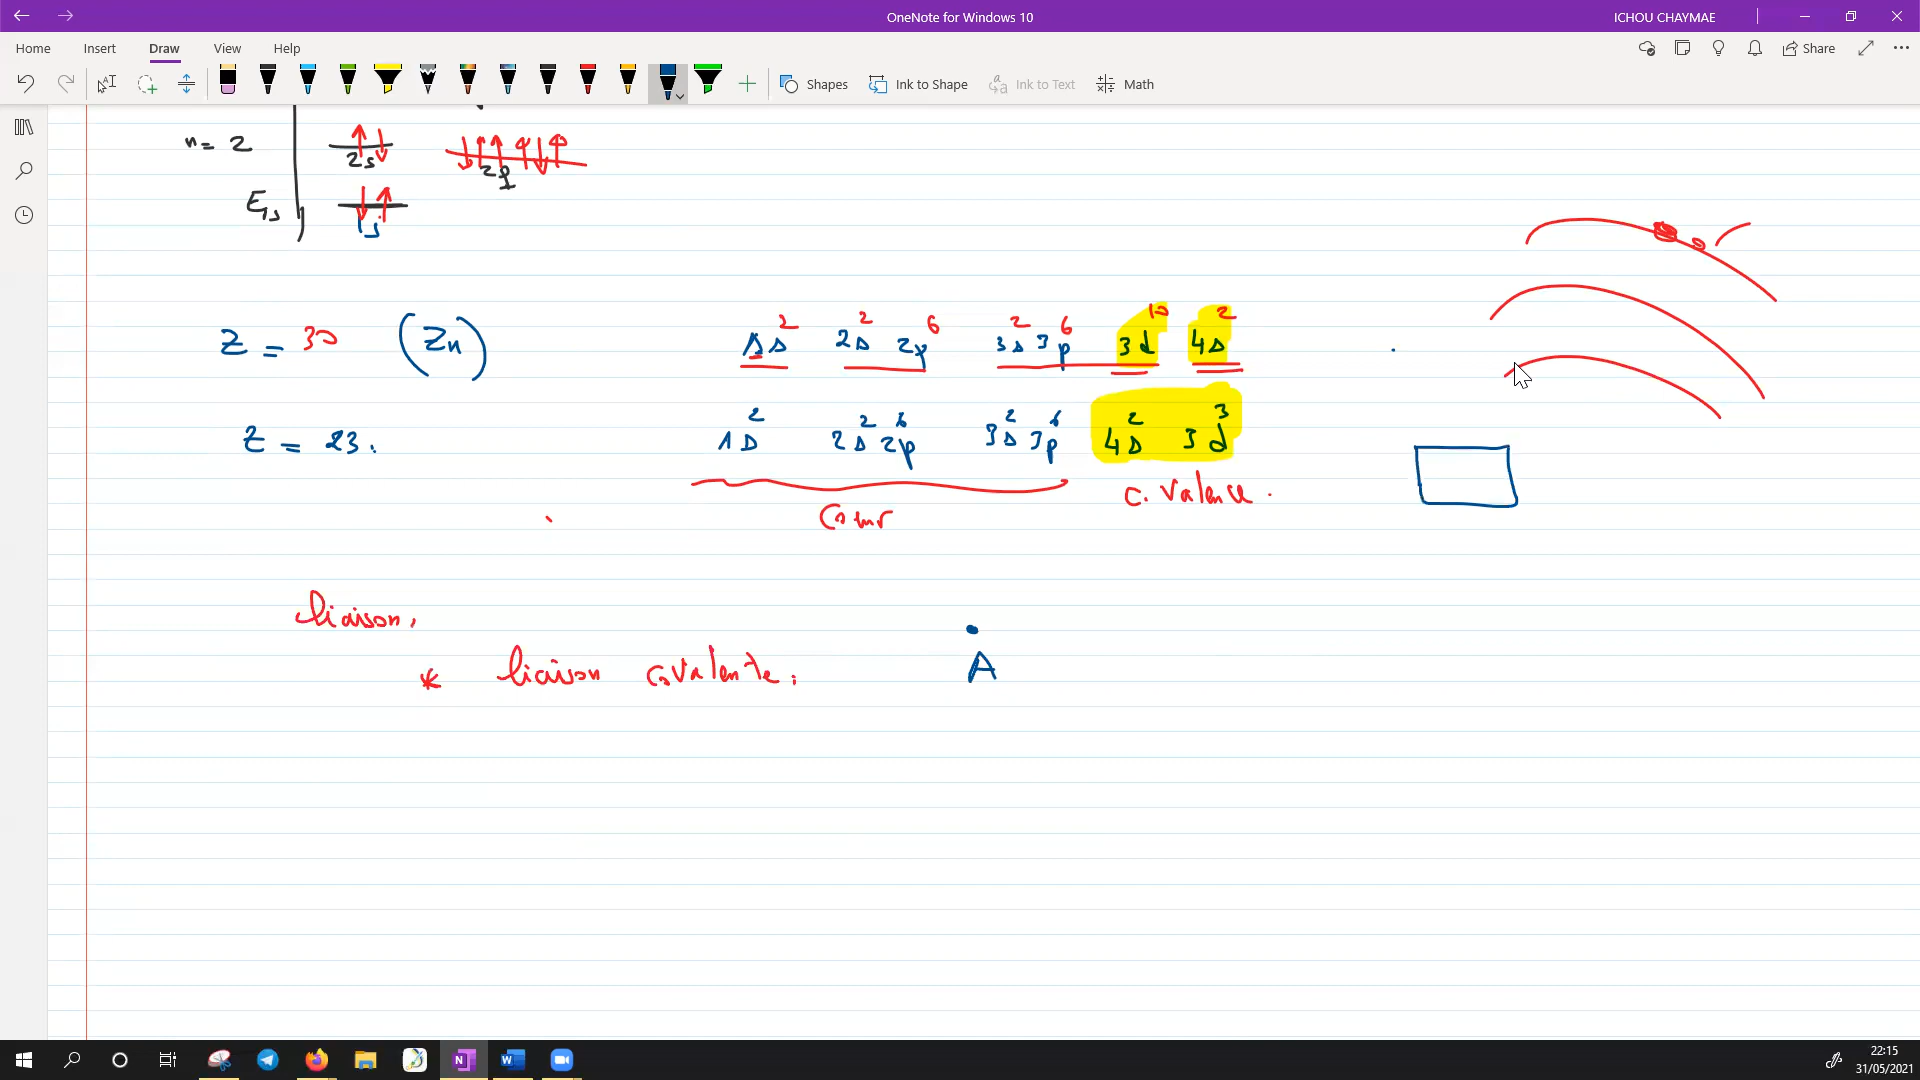 OneNote for Windows 10
ICHOU CHAYMAE
Home Insert Draw View Help
Share
Shapes Ink to Shape Ink to Text Math
n = 2
2s 2p
E1s 1s
Z = 30 (Zn) 1s² 2s² 2p⁶ 3s² 3p⁶ 3d¹⁰ 4s²
Z = 23. 1s² 2s² 2p⁶ 3s² 3p⁶ 4s² 3d³
C. Valence.
liaison.
* liaison covalente. A
22:15
31/05/2021